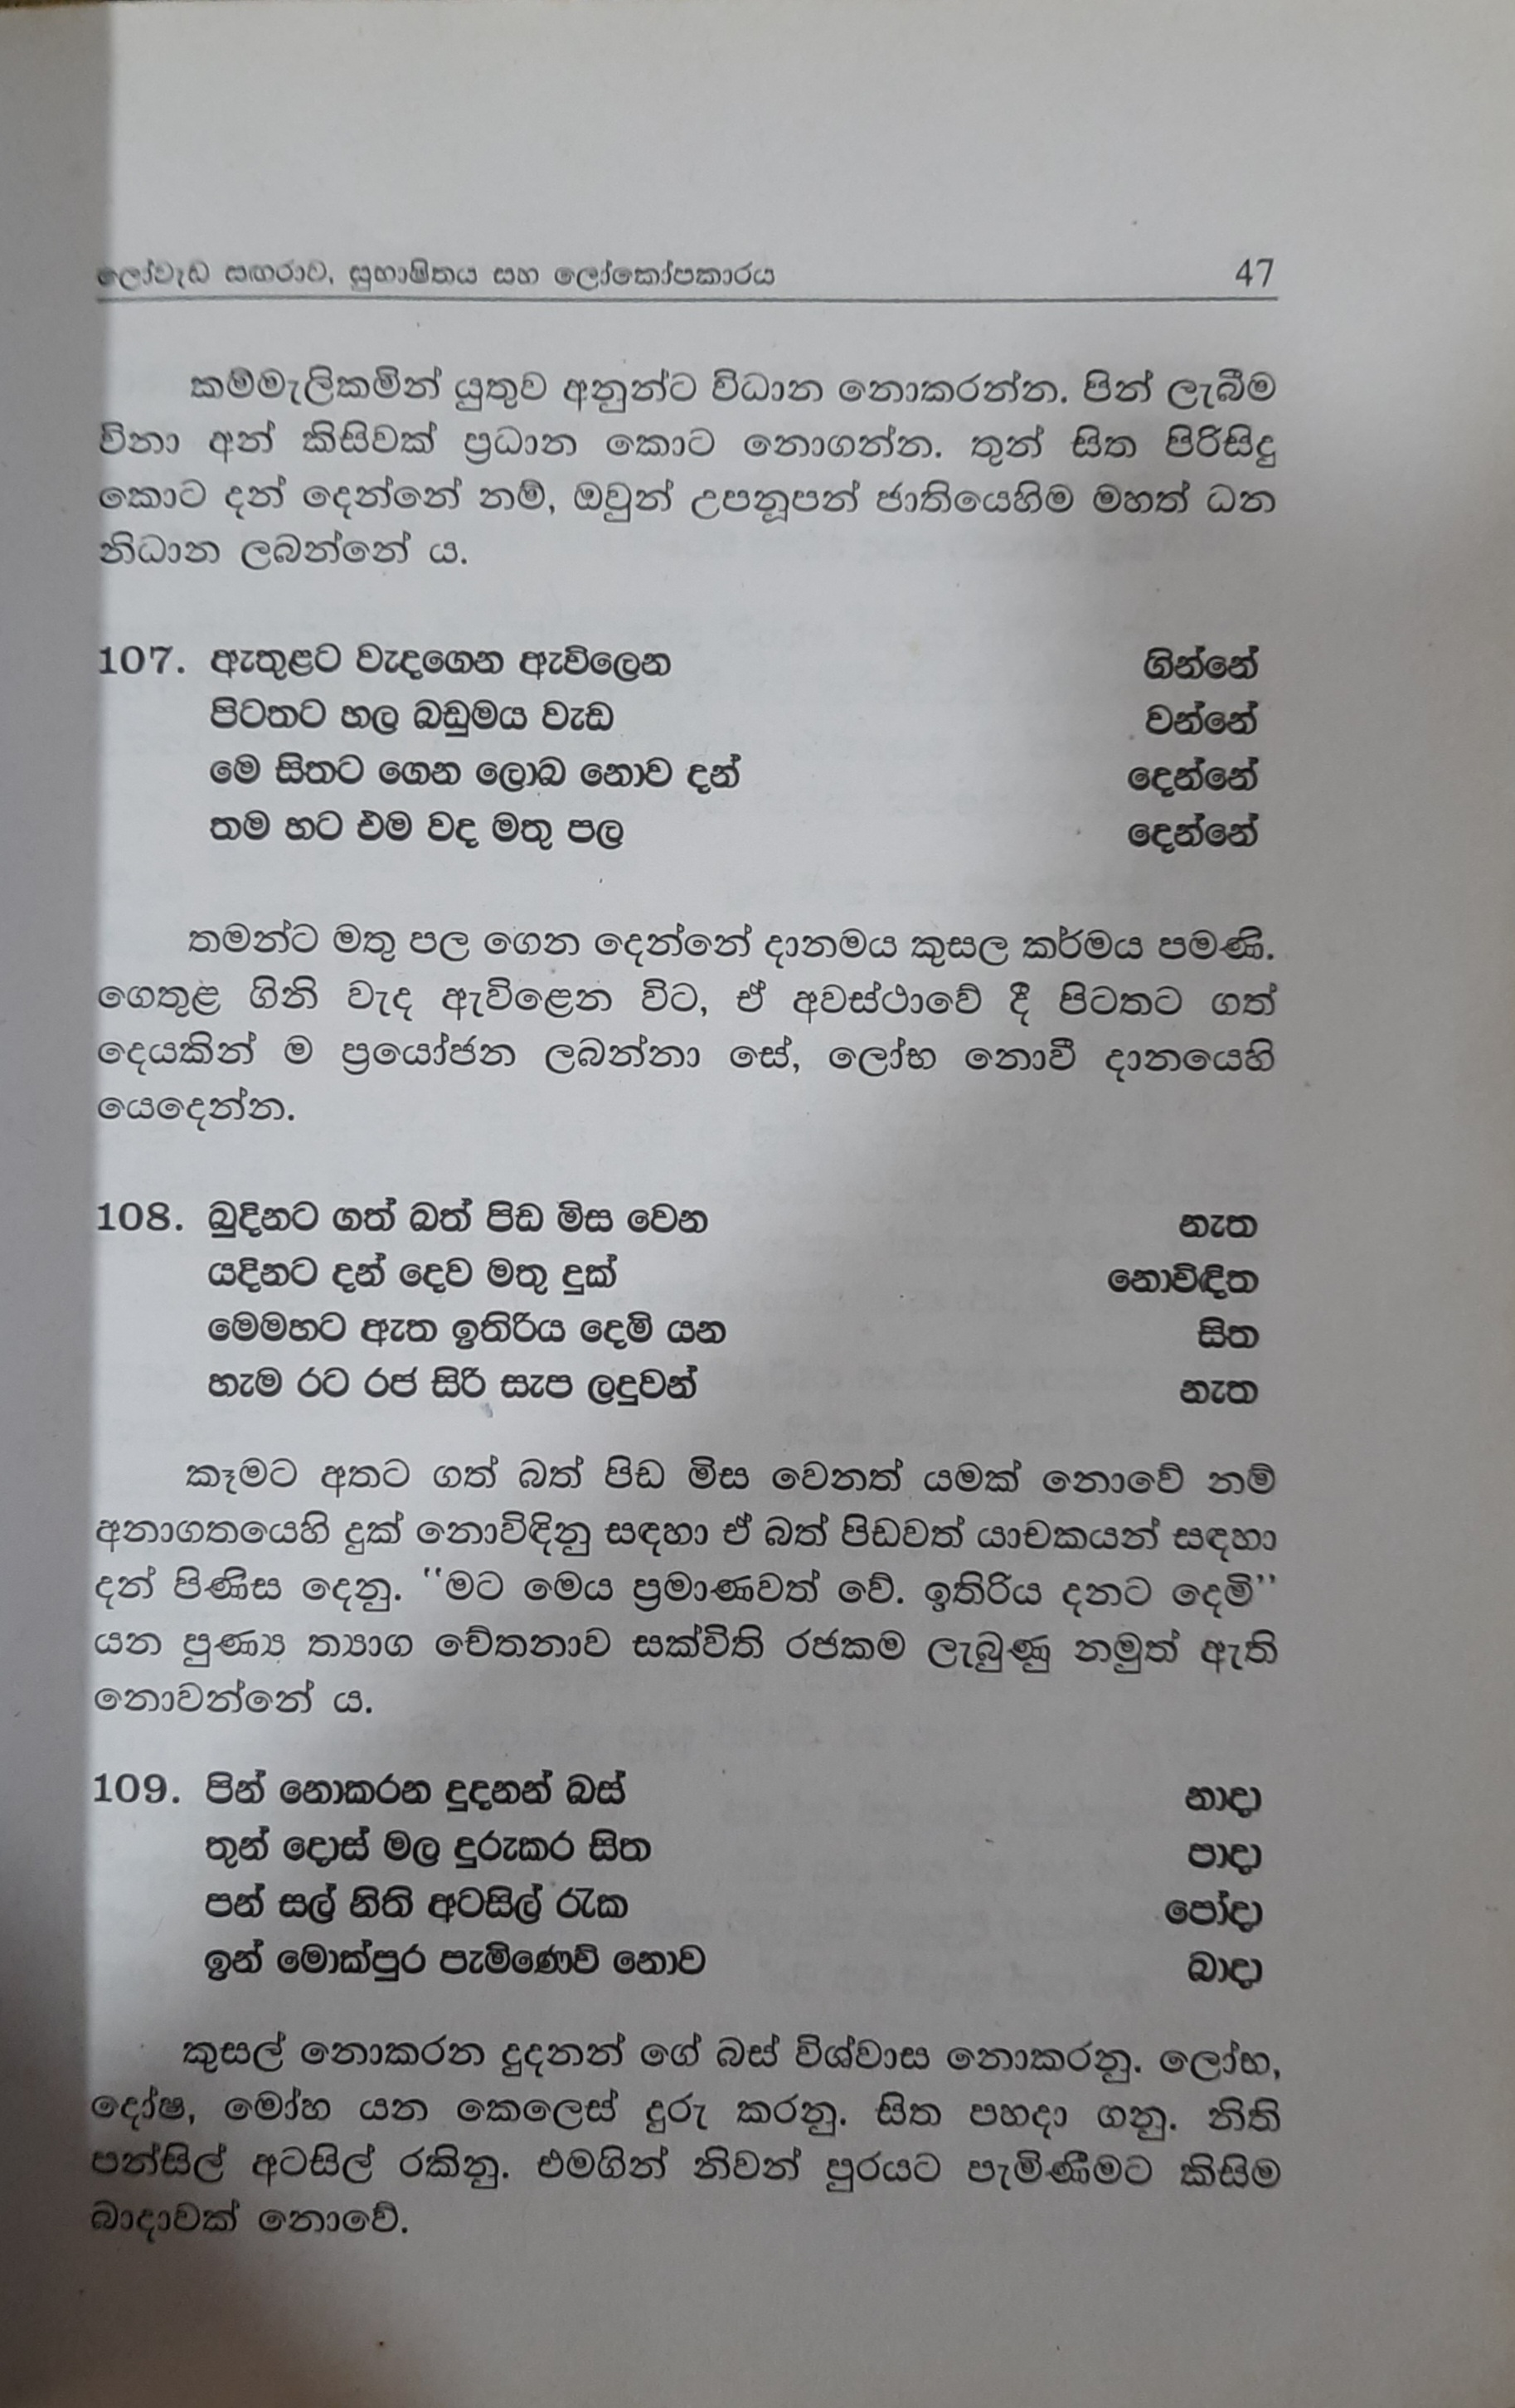 ලෝවැඩ සඟරාව, සුභාෂිතය සහ ලෝකෝපකාරය 47
කම්මැලිකමින් යුතුව අනුන්ට විධාන නොකරන්න. පින් ලැබීම
විනා අන් කිසිවක් ප්‍රධාන කොට නොගන්න. තුන් සිත පිරිසිදු
කොට දන් දෙන්නේ නම්, ඔවුන් උපනූපන් ජාතියෙහිම මහත් ධන
නිධාන ලබන්නේ ය.
107. ඇතුළට වැදගෙන ඇවිලෙන ගින්නේ
පිටතට හල බඩුමය වැඩ වන්නේ
මෙ සිතට ගෙන ලොබ නොව දන් දෙන්නේ
තම හට එම වද මතු පල දෙන්නේ
තමන්ට මතු පල ගෙන දෙන්නේ දානමය කුසල කර්මය පමණි.
ගෙතුළ ගිනි වැද ඇවිළෙන විට, ඒ අවස්ථාවේ දී පිටතට ගත්
දෙයකින් ම ප්‍රයෝජන ලබන්නා සේ, ලෝභ නොවී දානයෙහි
යෙදෙන්න.
108. බුදිනට ගත් බත් පිඩ මිස වෙන නැත
යදිනට දන් දෙව මතු දුක් නොවිඳිත
මෙමහට ඇත ඉතිරිය දෙමි යන සිත
හැම රට රජ සිරි සැප ලදුවන් නැත
කෑමට අතට ගත් බත් පිඩ මිස වෙනත් යමක් නොවේ නම්
අනාගතයෙහි දුක් නොවිඳිනු සඳහා ඒ බත් පිඩවත් යාචකයන් සඳහා
දන් පිණිස දෙනු. “මට මෙය ප්‍රමාණවත් වේ. ඉතිරිය දනට දෙමි”
යන පුණ්‍ය ත්‍යාග චේතනාව සක්විති රජකම ලැබුණු නමුත් ඇති
නොවන්නේ ය.
109. පින් නොකරන දුදනන් බස් නාදා
තුන් දොස් මල දුරුකර සිත පාදා
පන් සල් නිති අටසිල් රැක පෝදා
ඉන් මොක්පුර පැමිණෙව් නොව බාදා
කුසල් නොකරන දුදනන් ගේ බස් විශ්වාස නොකරනු. ලෝභ,
දෝෂ, මෝහ යන කෙලෙස් දුරු කරනු. සිත පහදා ගනු. නිති
පන්සිල් අටසිල් රකිනු. එමගින් නිවන් පුරයට පැමිණීමට කිසිම
බාදාවක් නොවේ.